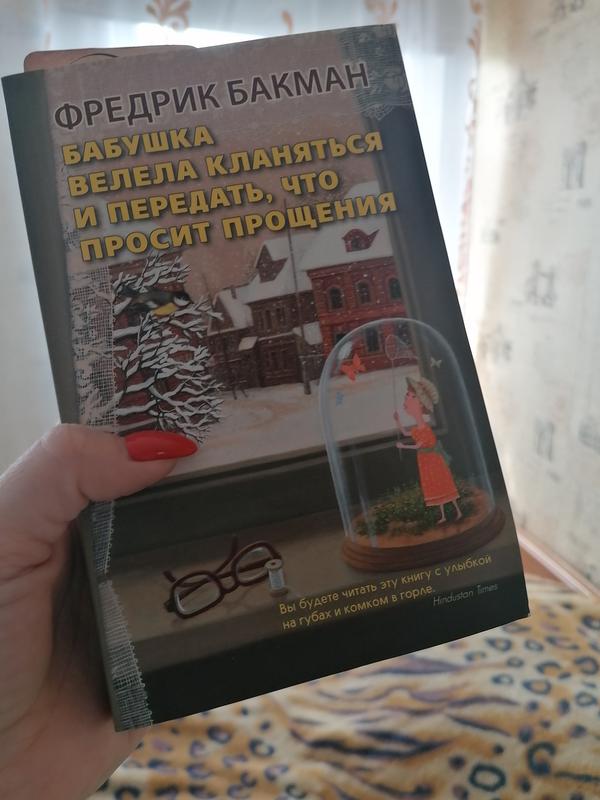 ФРЕДРИК БАКМАН
БАБУШКА
ВЕЛЕЛА КЛАНЯТЬСЯ
И ПЕРЕДАТЬ, ЧТО
ПРОСИТ ПРОЩЕНИЯ
Вы будете читать эту книгу с улыбкой
на губах и комком в горле.
Hindustan Times